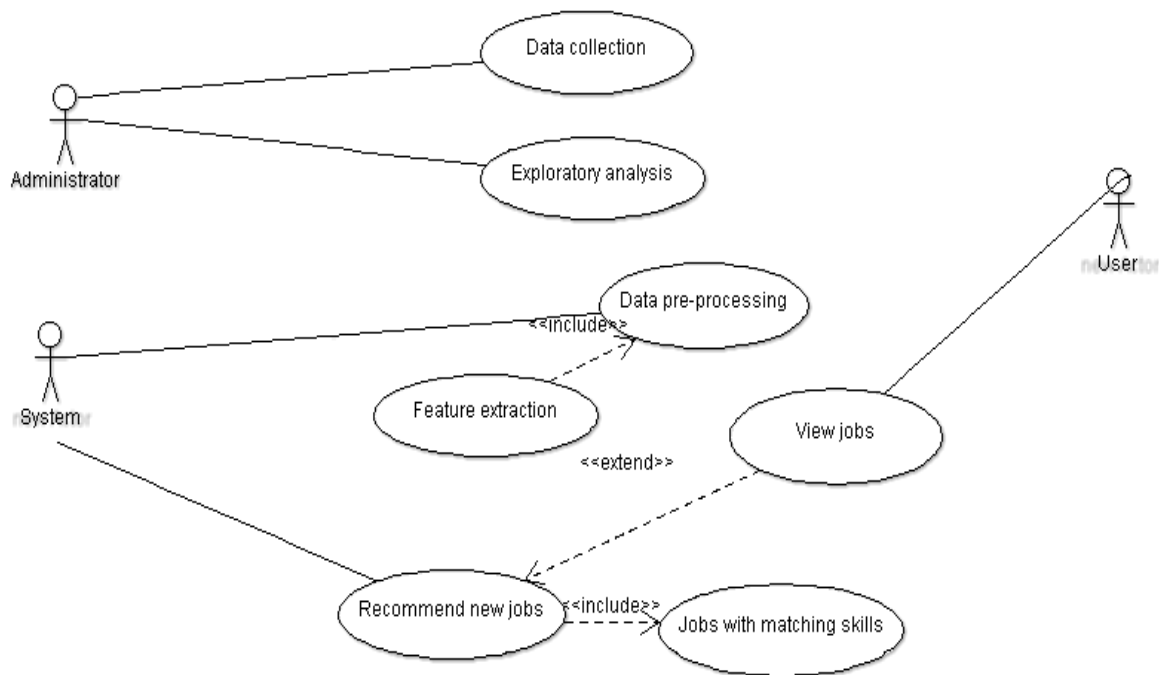 Data collection
Administrator
Exploratory analysis
User
Data pre-processing
<<include>>
System
Feature extraction
View jobs
<<extend>>
Recommend new jobs
<<include>>
Jobs with matching skills